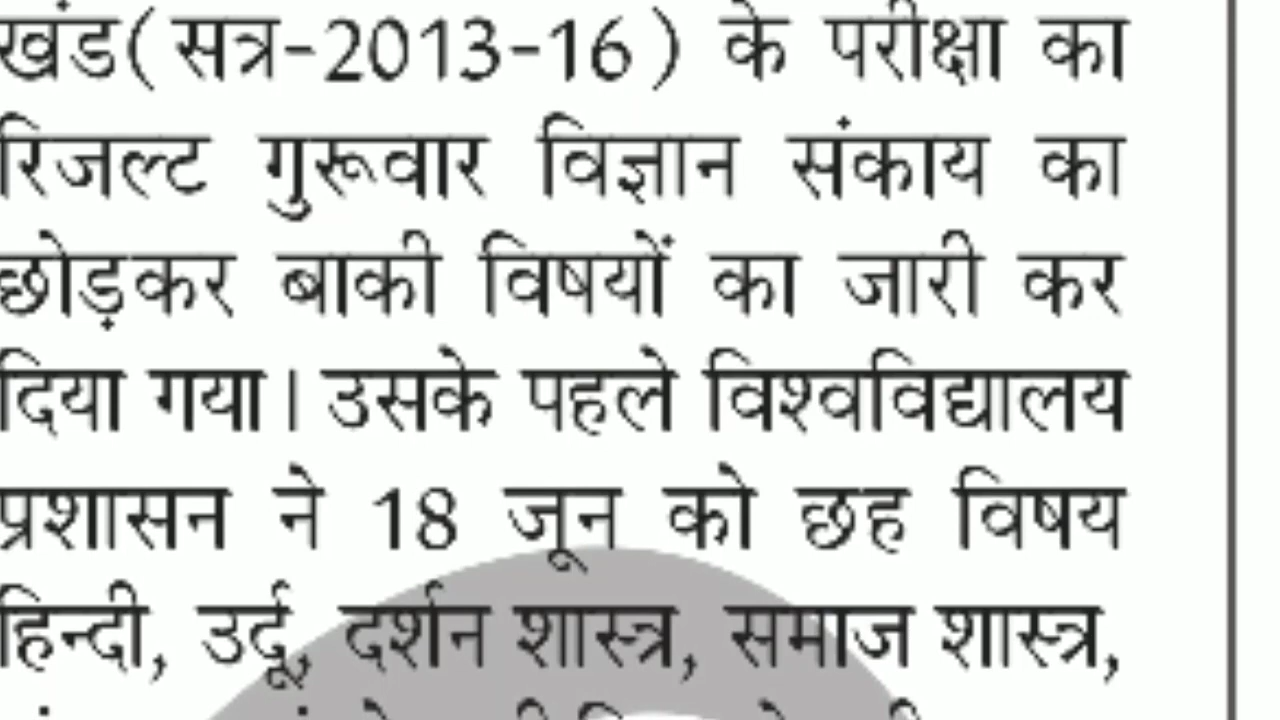 खंड(सत्र-2013-16) के परीक्षा का
रिजल्ट गुरूवार विज्ञान संकाय का
छोड़कर बाकी विषयों का जारी कर
दिया गया। उसके पहले विश्वविद्यालय
प्रशासन ने 18 जून को छह विषय
हिन्दी, उर्दू, दर्शन शास्त्र, समाज शास्त्र,